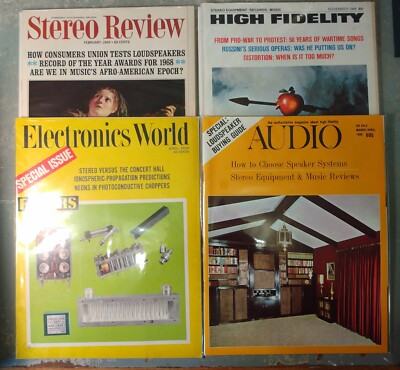 Stereo Review
FEBRUARY 1969 • 60 CENTS
HOW CONSUMERS UNION TESTS LOUDSPEAKERS
RECORD OF THE YEAR AWARDS FOR 1968
ARE WE IN MUSIC'S AFRO-AMERICAN EPOCH?
HIGH FIDELITY
FROM PRO-WAR TO PROTEST: 50 YEARS OF WARTIME SONGS
ROSSINI'S SERIOUS OPERAS: WAS HE PUTTING US ON?
DISTORTION: WHEN IS IT TOO MUCH?
Electronics World
SPECIAL ISSUE
STEREO VERSUS THE CONCERT HALL
IONOSPHERIC-PROPAGATION PREDICTIONS
NEONS IN PHOTOCONDUCTIVE CHOPPERS
SPECIAL-LOUDSPEAKER
BUYING GUIDE
AUDIO
60¢
How to Choose Speaker Systems
Stereo Equipment & Music Reviews